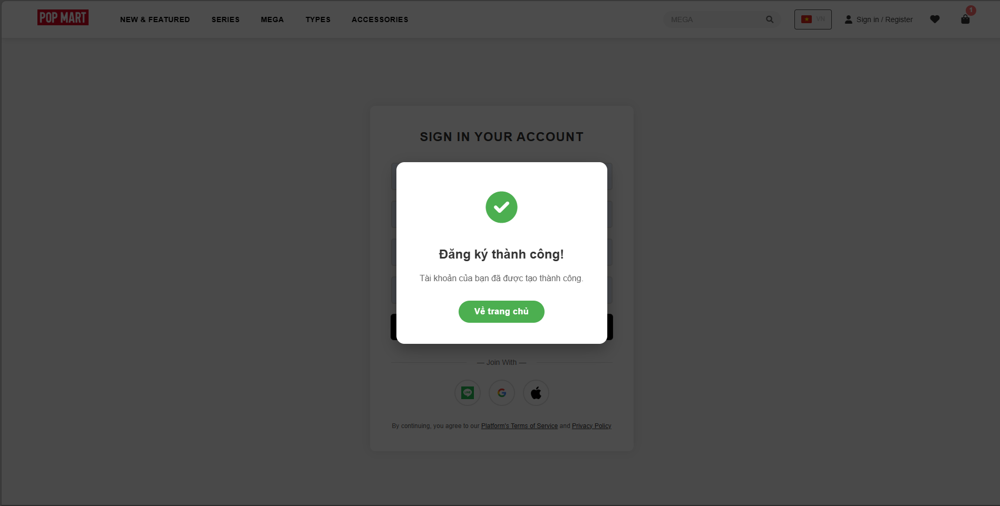 POP MART
NEW & FEATURED
SERIES
MEGA
TYPES
ACCESSORIES
MEGA
VN
Sign in / Register
1
SIGN IN YOUR ACCOUNT
Đăng ký thành công!
Tài khoản của bạn đã được tạo thành công.
Về trang chủ
— Join With —
LINE
G
By continuing, you agree to our Platform's Terms of Service and Privacy Policy